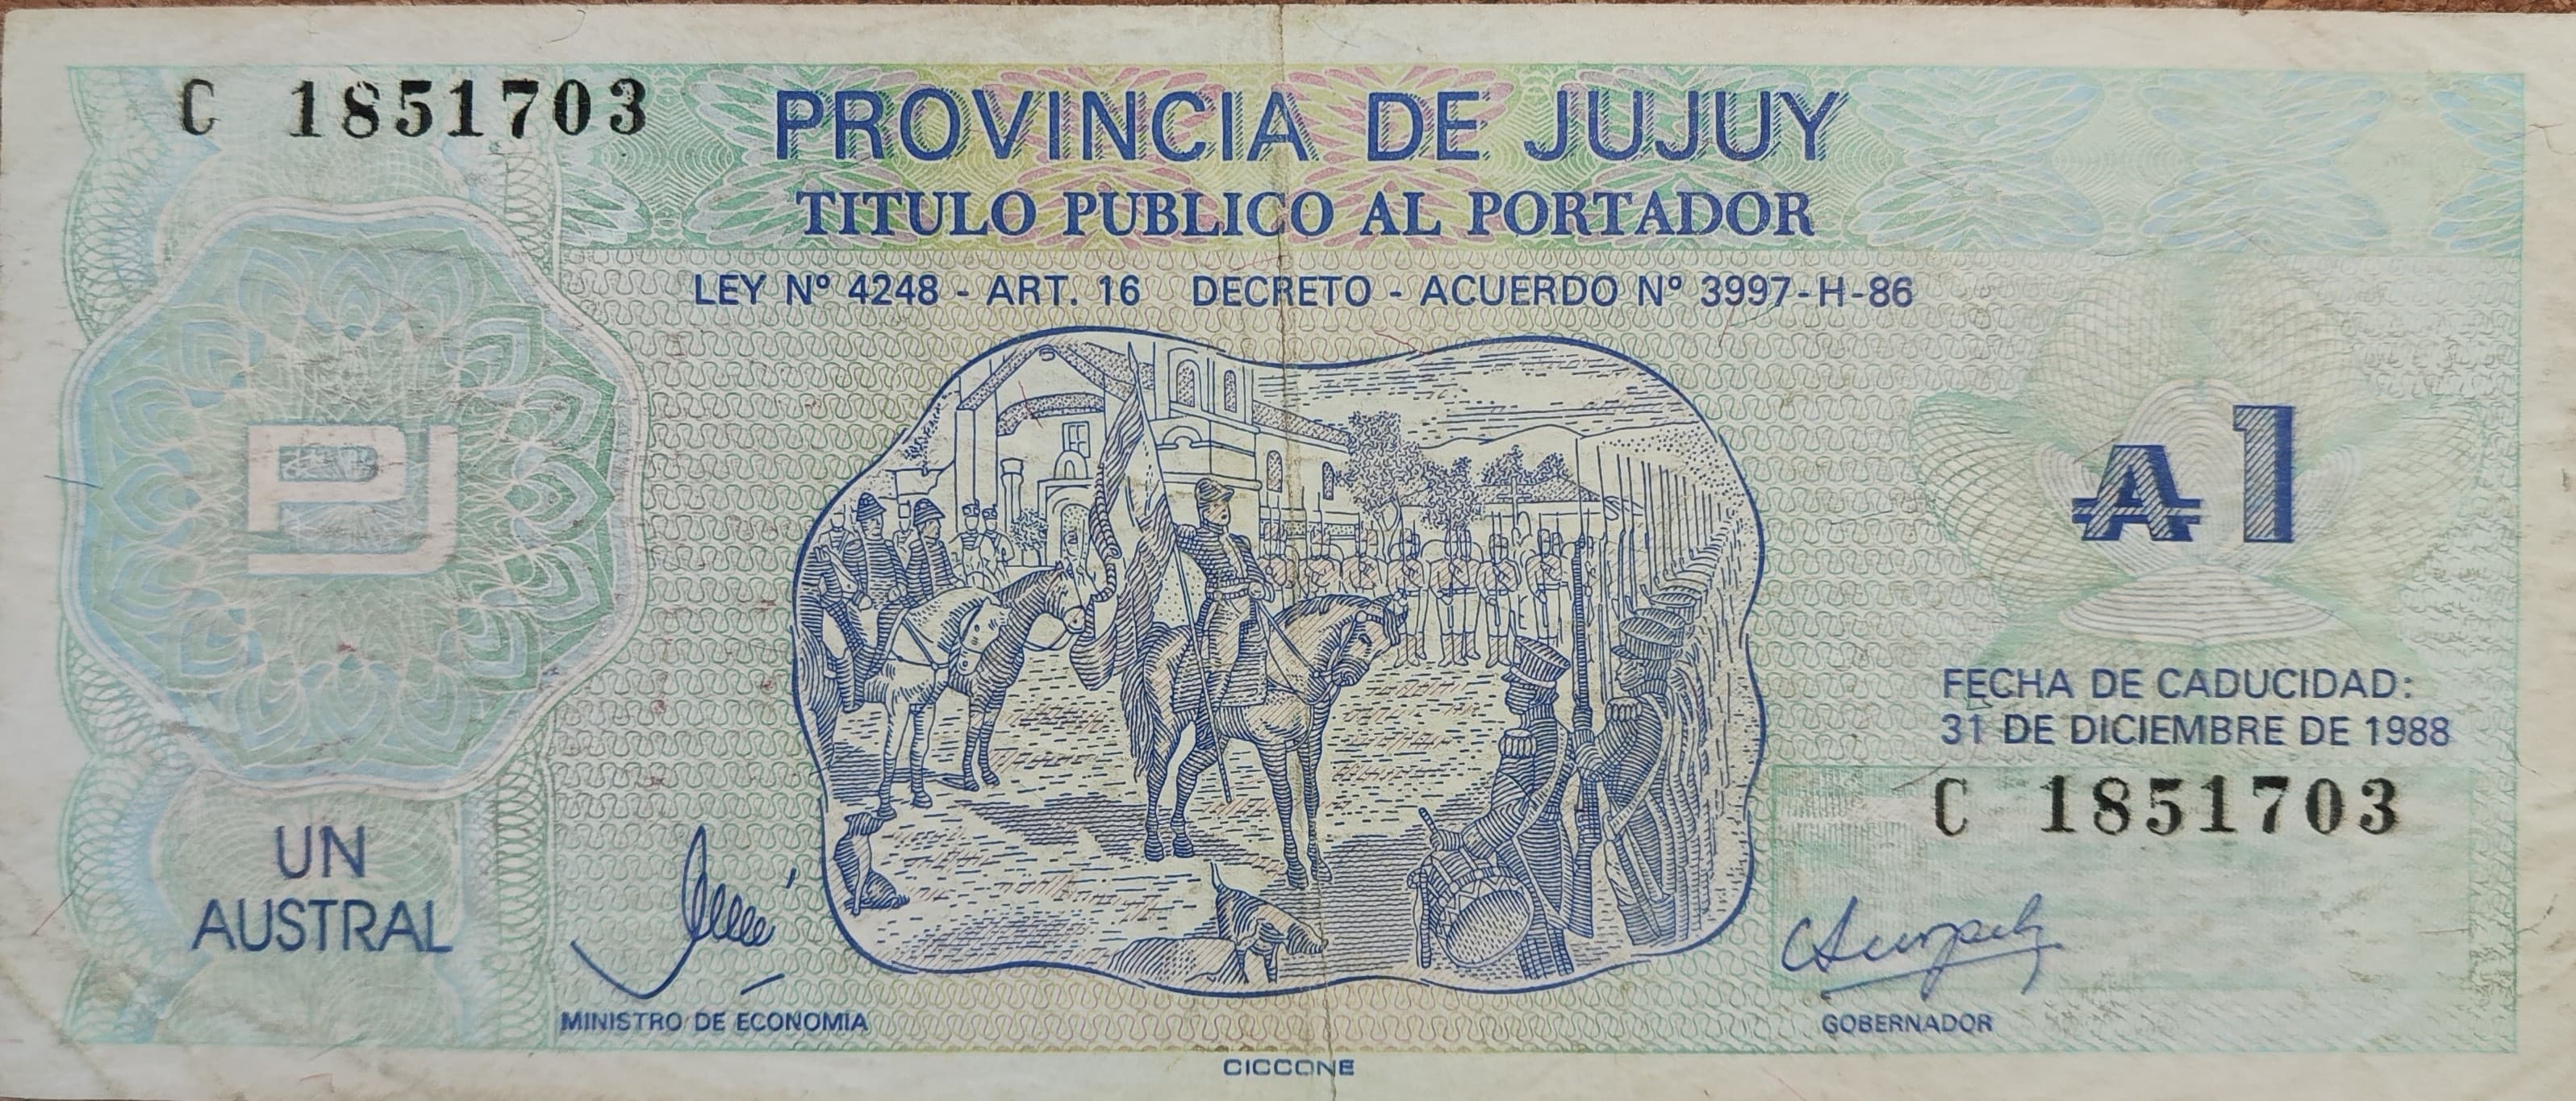 C 1851703
PROVINCIA DE JUJUY
TITULO PUBLICO AL PORTADOR
LEY Nº 4248 - ART. 16 DECRETO - ACUERDO Nº 3997-H-86
PJ
₳1
FECHA DE CADUCIDAD:
31 DE DICIEMBRE DE 1988
C 1851703
UN
AUSTRAL
MINISTRO DE ECONOMIA
GOBERNADOR
CICCONE